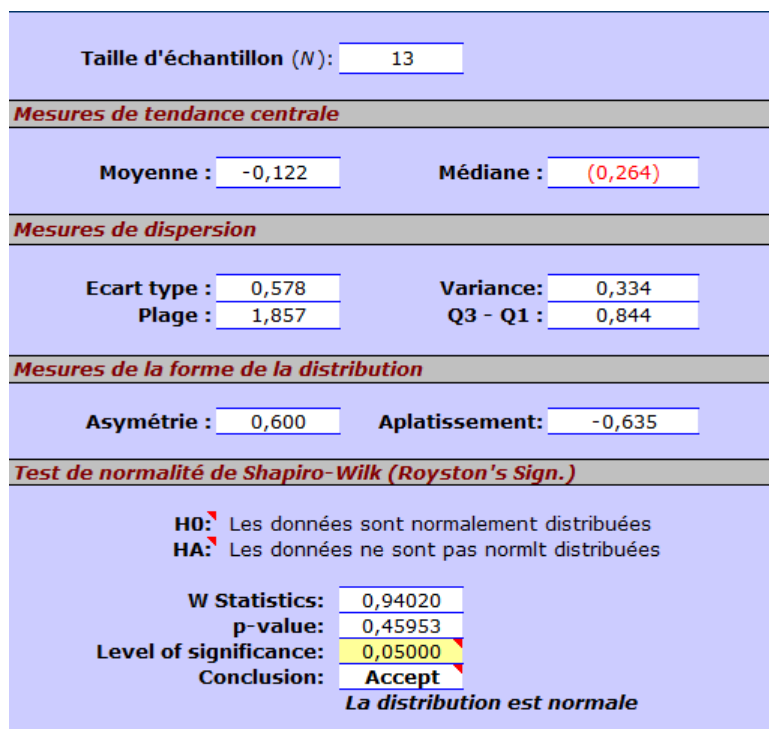 Taille d'échantillon (N): 13
Mesures de tendance centrale
Moyenne : -0,122 Médiane : (0,264)
Mesures de dispersion
Ecart type : 0,578 Variance: 0,334
Plage : 1,857 Q3 - Q1 : 0,844
Mesures de la forme de la distribution
Asymétrie : 0,600 Aplatissement: -0,635
Test de normalité de Shapiro-Wilk (Royston's Sign.)
H0: Les données sont normalement distribuées
HA: Les données ne sont pas normlt distribuées
W Statistics: 0,94020
p-value: 0,45953
Level of significance: 0,05000
Conclusion: Accept
La distribution est normale